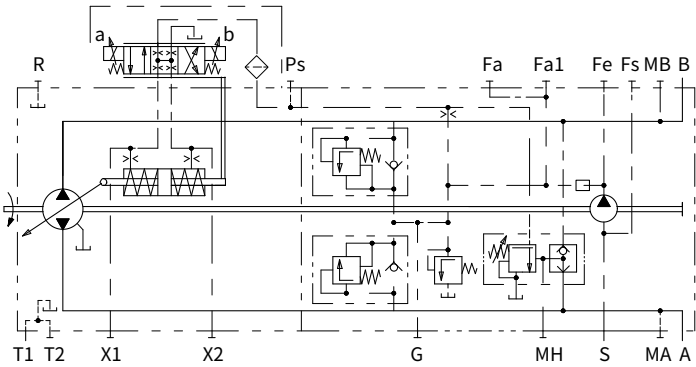 a b
R Ps Fa Fa1 Fe Fs MB B
T1 T2 X1 X2 G MH S MA A